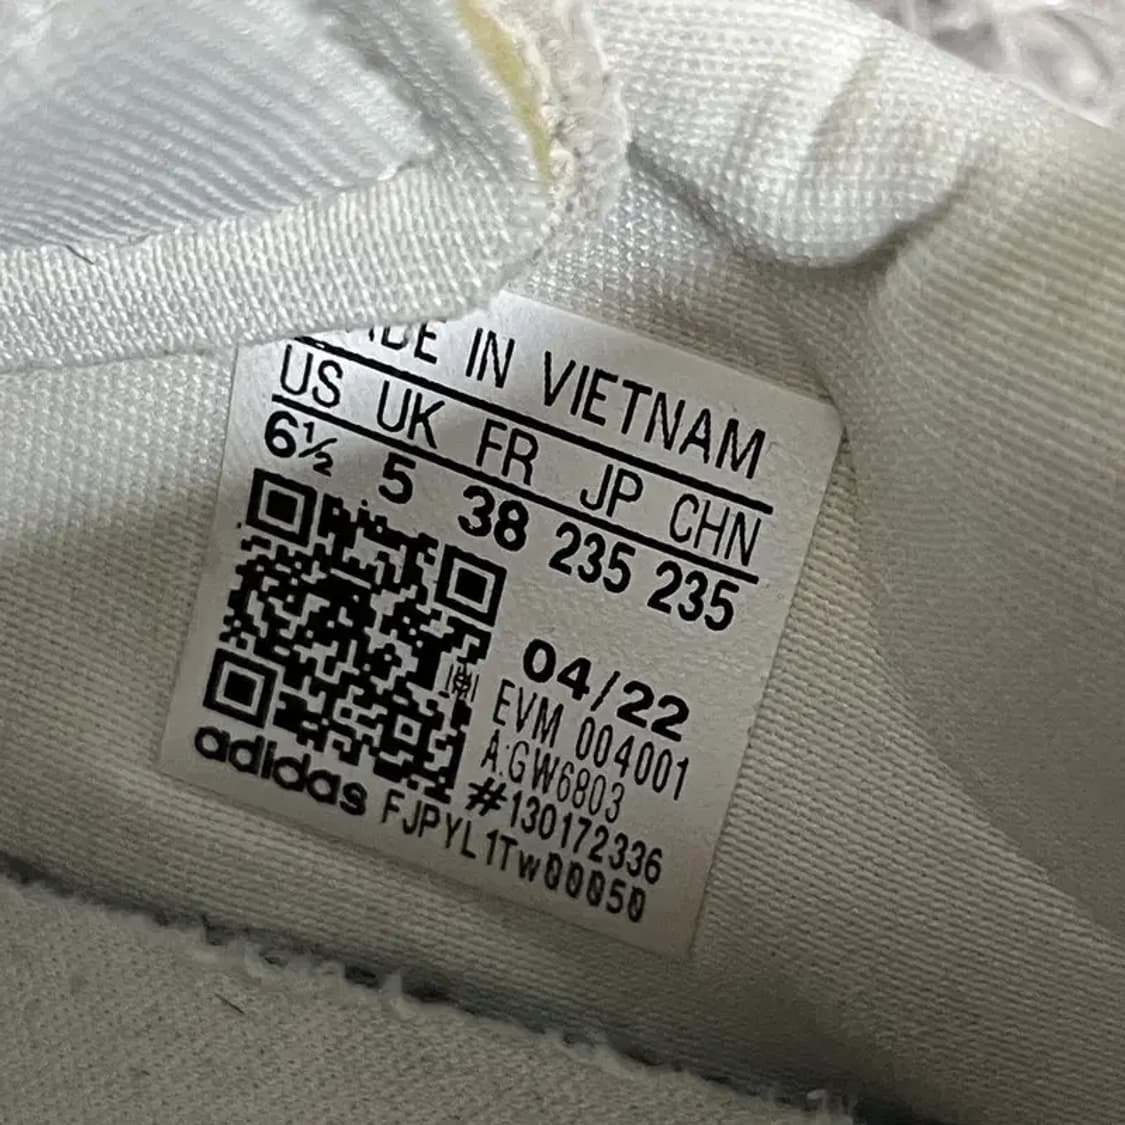 MADE IN VIETNAM
US UK FR JP CHN
6½ 5 38 235 235
04/22
EVM 004001
A:GW6803
#130172336
adidas FJPYL1Tw00050